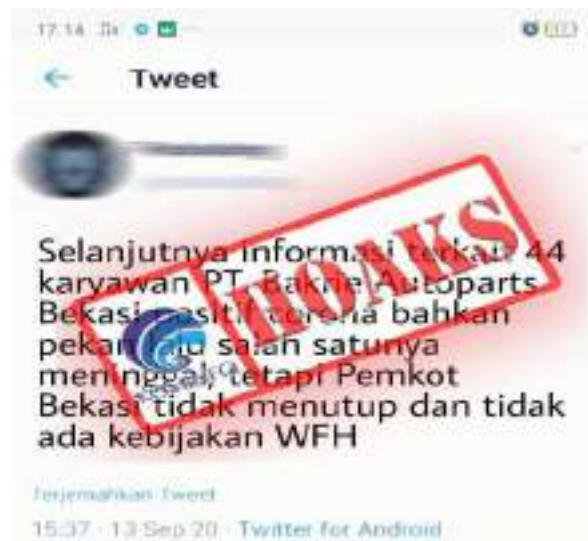 17.14
Tweet
Selanjutnya informasi terkait 44
karyawan PT. Bakrie Autoparts
Bekasi positif corona bahkan
pekan lalu salah satunya
meninggal, tetapi Pemkot
Bekasi tidak menutup dan tidak
ada kebijakan WFH
HOAKS
Terjemahkan Tweet
15:37 · 13 Sep 20 · Twitter for Android